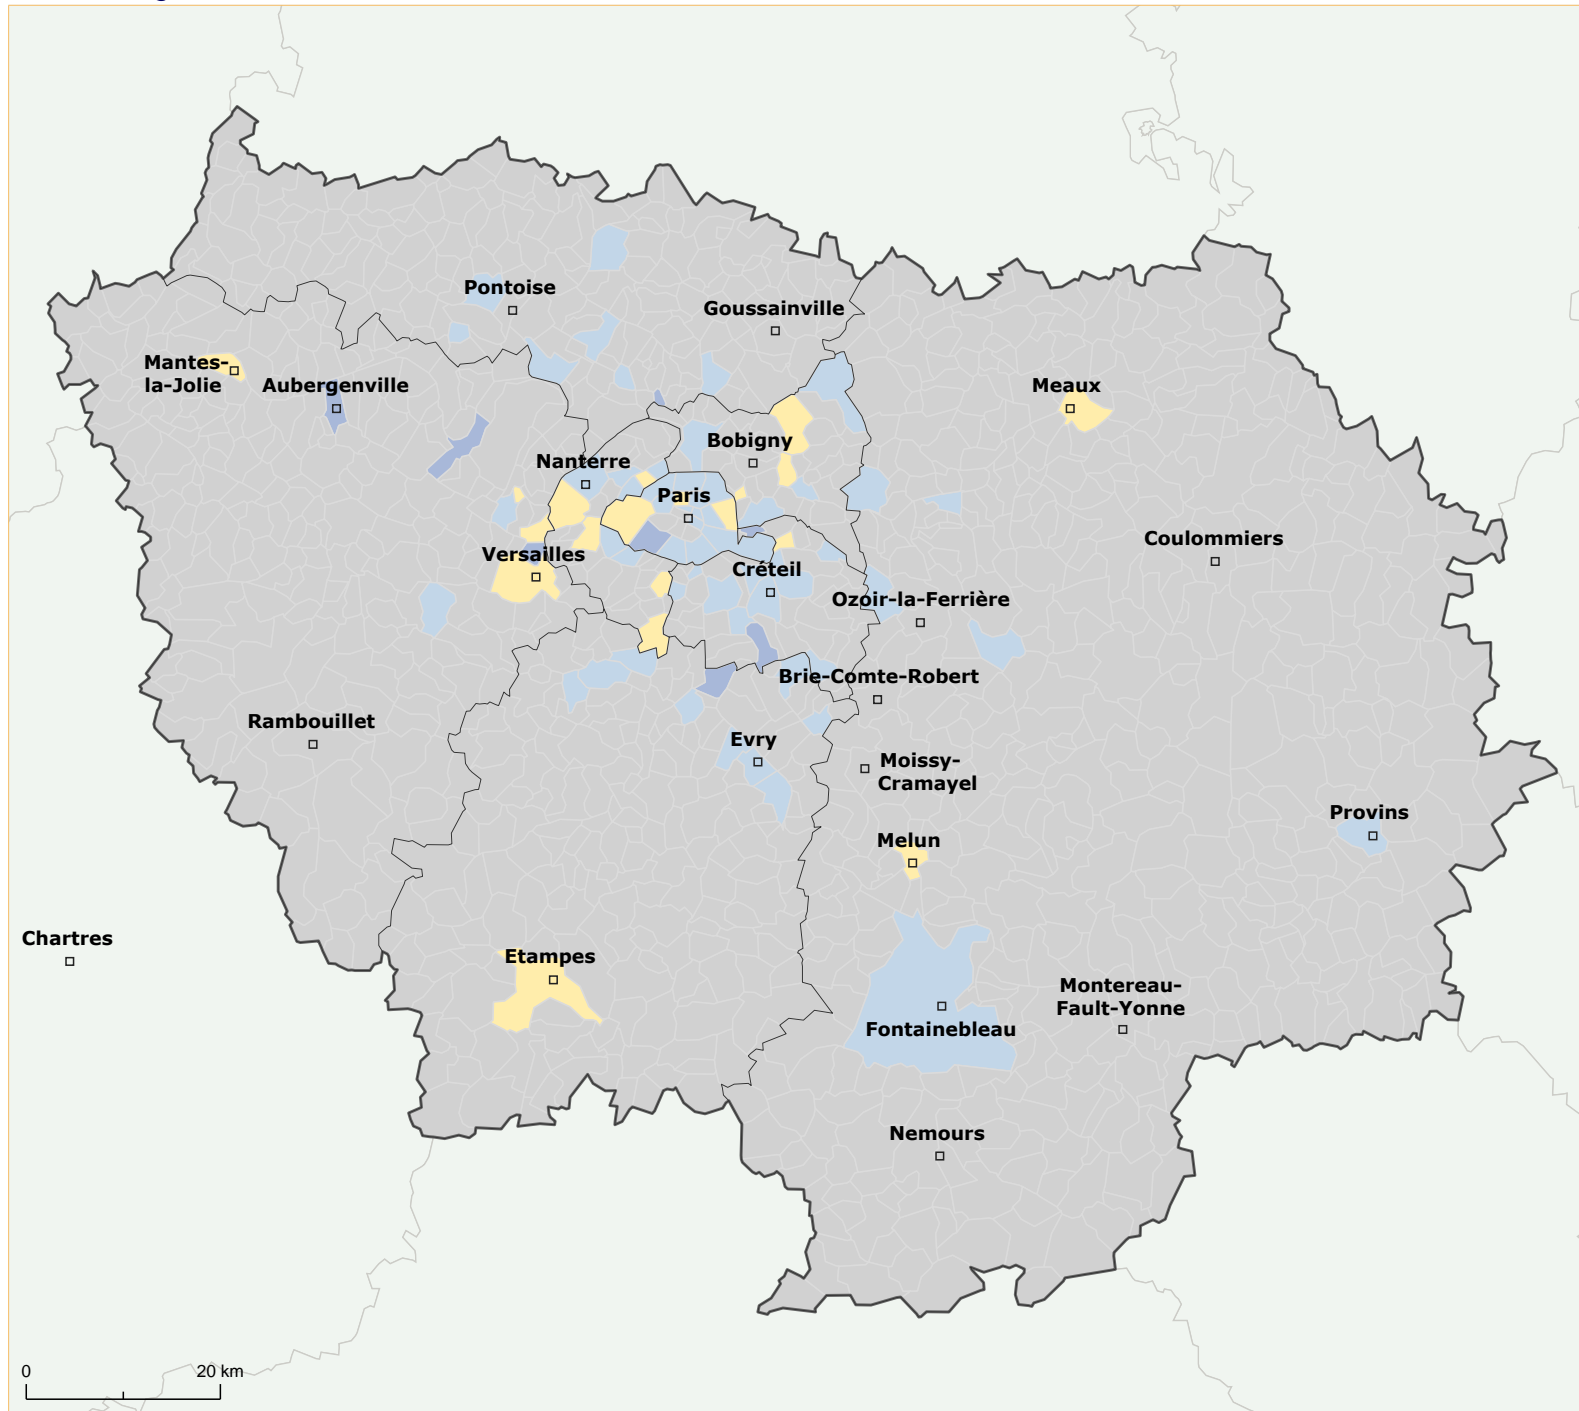 Pontoise
Goussainville
Mantes-
la-Jolie
Aubergenville
Meaux
Bobigny
Nanterre
Paris
Coulommiers
Versailles
Créteil
Ozoir-la-Ferrière
Brie-Comte-Robert
Rambouillet
Evry
Moissy-
Cramayel
Provins
Melun
Chartres
Etampes
Montereau-
Fault-Yonne
Fontainebleau
Nemours
0
20 km